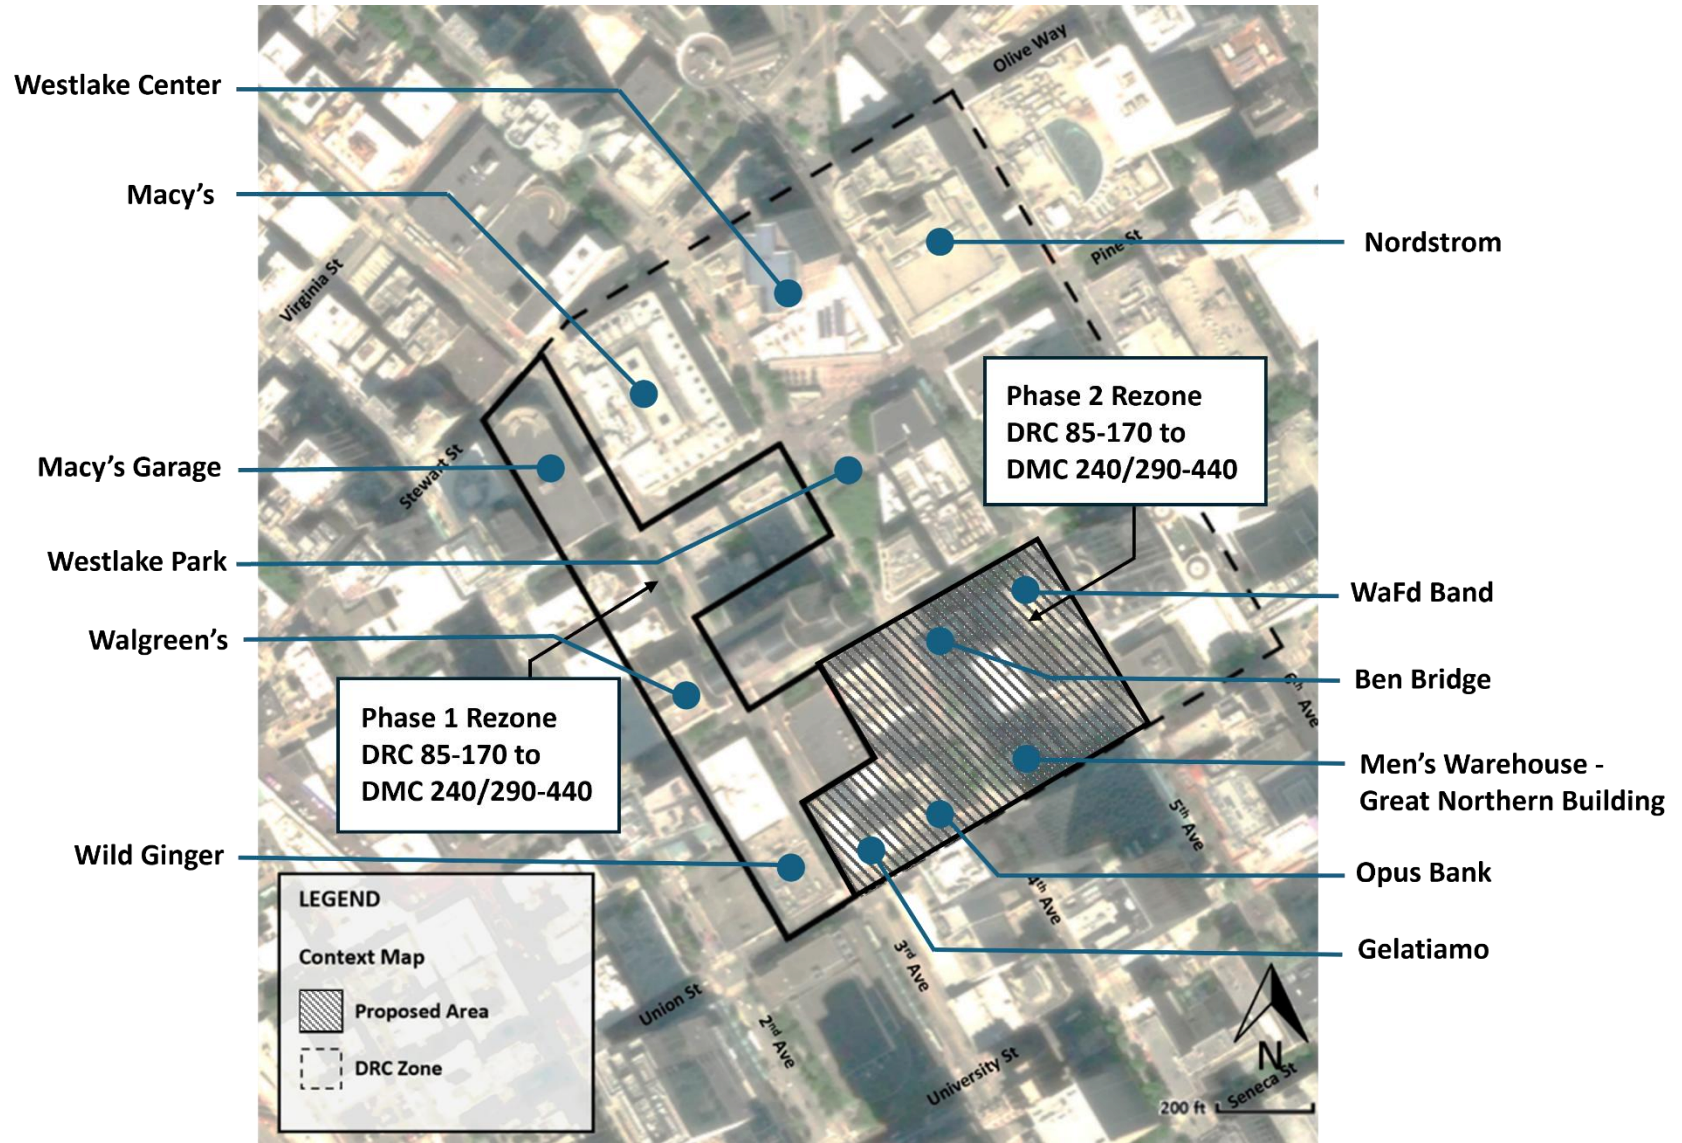 Olive Way
Westlake Center
Macy's
Nordstrom
Pine St
Virginia St
Phase 2 Rezone
DRC 85-170 to
DMC 240/290-440
Macy's Garage
Stewart St
Westlake Park
WaFd Band
Walgreen's
Ben Bridge
6th Ave
Phase 1 Rezone
DRC 85-170 to
DMC 240/290-440
Men's Warehouse -
Great Northern Building
5th Ave
Wild Ginger
Opus Bank
4th Ave
LEGEND
Context Map
Proposed Area
DRC Zone
Gelatiamo
3rd Ave
Union St
2nd Ave
University St
N
Seneca St
200 ft